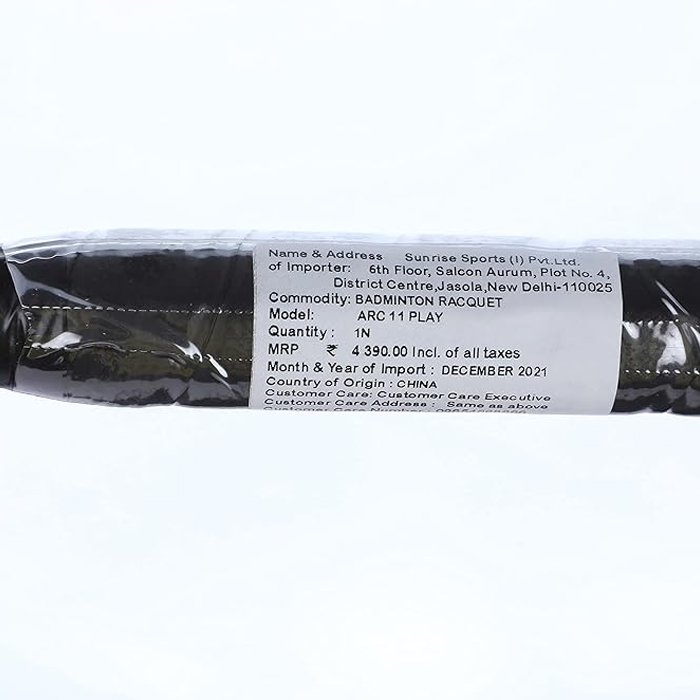 Name & Address Sunrise Sports (I) Pvt.Ltd.
of Importer: 6th Floor, Salcon Aurum, Plot No. 4,
District Centre,Jasola,New Delhi-110025
Commodity: BADMINTON RACQUET
Model: ARC 11 PLAY
Quantity : 1N
MRP ₹ 4 390.00 Incl. of all taxes
Month & Year of Import : DECEMBER 2021
Country of Origin : CHINA
Customer Care: Customer Care Executive
Customer Care Address : Same as above
Customer Care Number